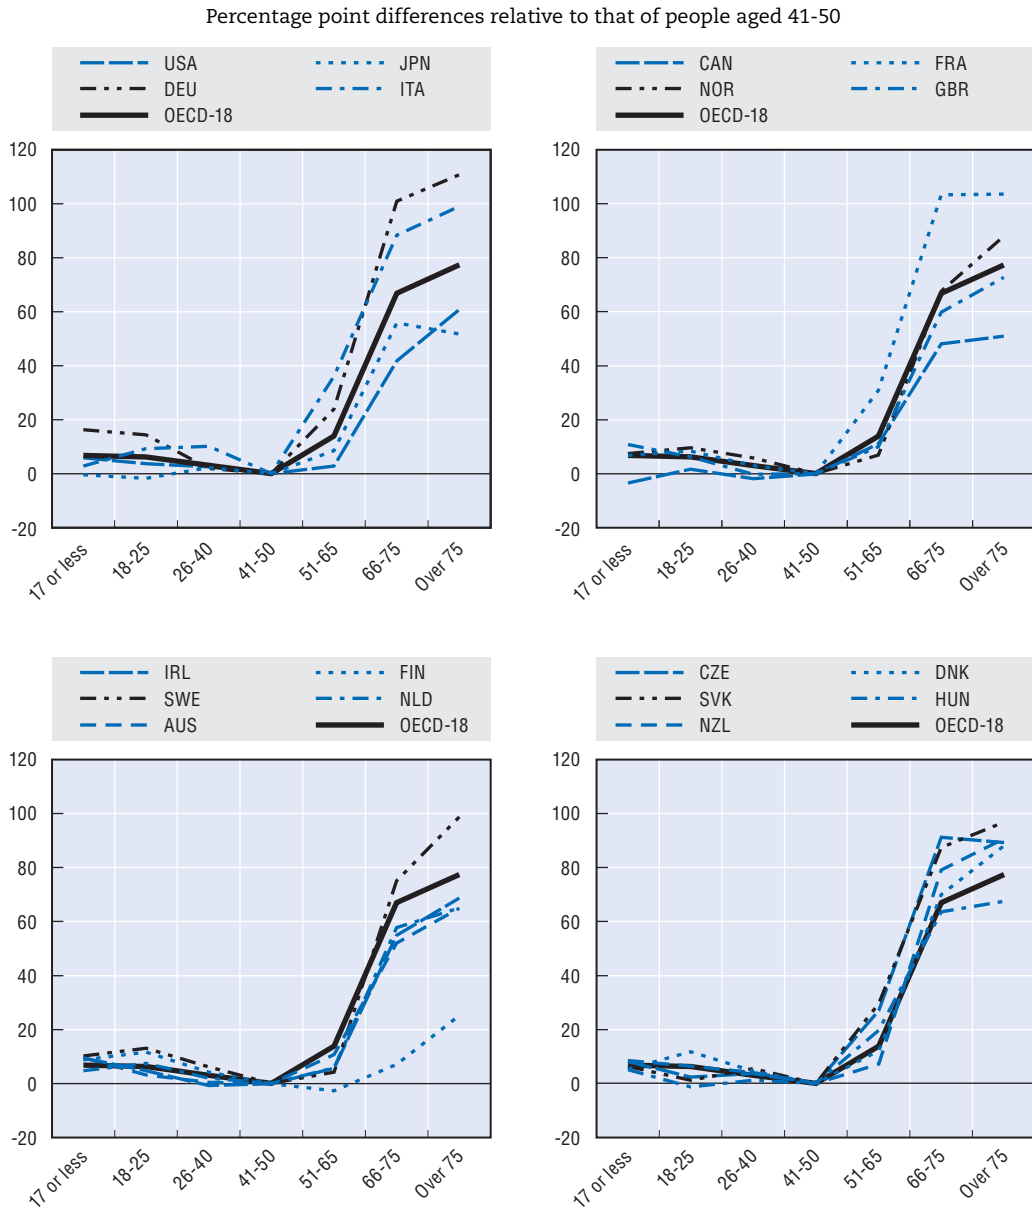 Percentage point differences relative to that of people aged 41-50
USA JPN
DEU ITA
OECD-18
120
100
80
60
40
20
0
-20
17 or less 18-25 26-40 41-50 51-65 66-75 Over 75
CAN FRA
NOR GBR
OECD-18
120
100
80
60
40
20
0
-20
17 or less 18-25 26-40 41-50 51-65 66-75 Over 75
IRL FIN
SWE NLD
AUS OECD-18
120
100
80
60
40
20
0
-20
17 or less 18-25 26-40 41-50 51-65 66-75 Over 75
CZE DNK
SVK HUN
NZL OECD-18
120
100
80
60
40
20
0
-20
17 or less 18-25 26-40 41-50 51-65 66-75 Over 75